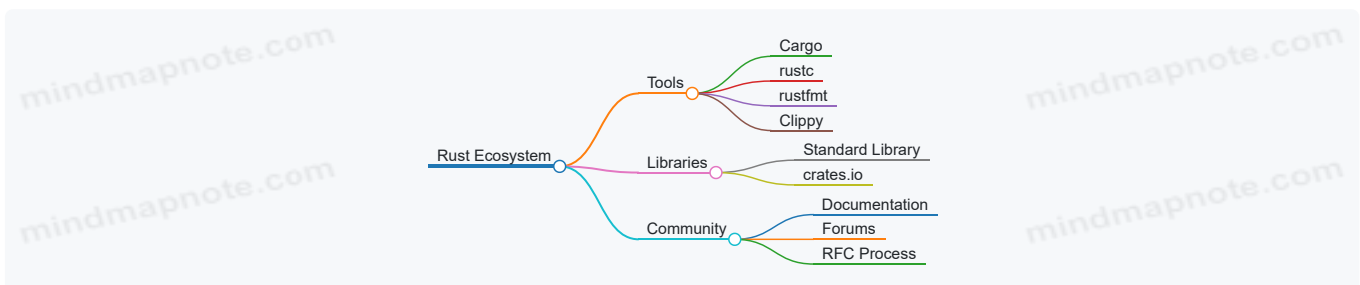 mindmapnote.com
mindmapnote.com
Cargo
rustc
Tools
rustfmt
Clippy
Rust Ecosystem
Libraries
Standard Library
crates.io
mindmapnote.com
mindmapnote.com
Documentation
Community
Forums
RFC Process